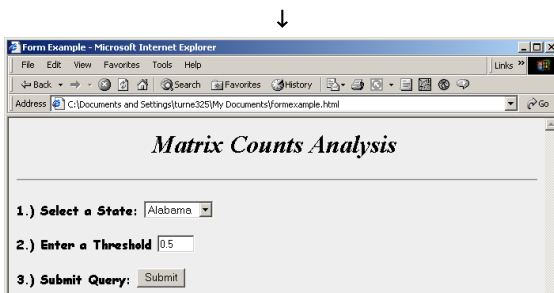 ↓
Form Example - Microsoft Internet Explorer
File Edit View Favorites Tools Help Links »
Back Search Favorites History
Address C:\Documents and Settings\turne325\My Documents\formexample.html Go
Matrix Counts Analysis
1.) Select a State: Alabama
2.) Enter a Threshold 0.5
3.) Submit Query: Submit